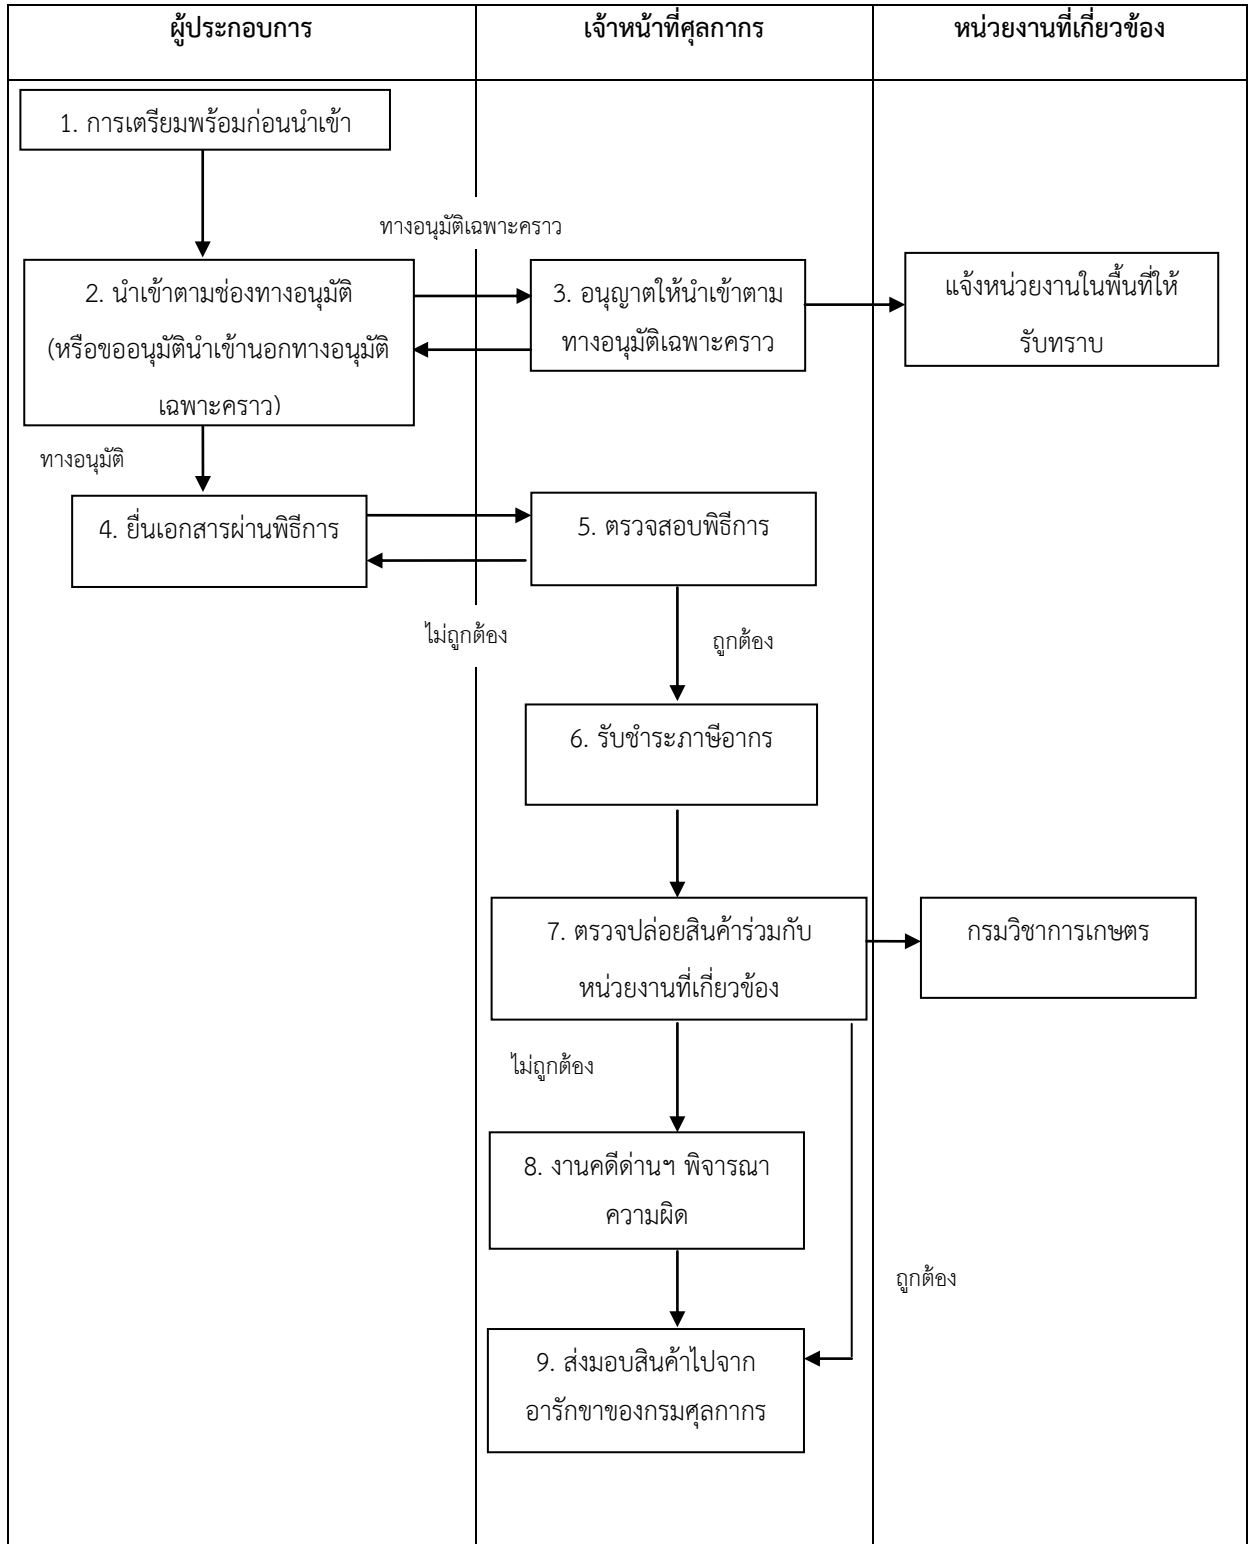 ผู้ประกอบการ
เจ้าหน้าที่ศุลกากร
หน่วยงานที่เกี่ยวข้อง
1. การเตรียมพร้อมก่อนนำเข้า
ทางอนุมัติเฉพาะคราว
2. นำเข้าตามช่องทางอนุมัติ
(หรือขออนุมัตินำเข้านอกทางอนุมัติ
เฉพาะคราว)
3. อนุญาตให้นำเข้าตาม
ทางอนุมัติเฉพาะคราว
แจ้งหน่วยงานในพื้นที่ให้
รับทราบ
ทางอนุมัติ
4. ยื่นเอกสารผ่านพิธีการ
5. ตรวจสอบพิธีการ
ไม่ถูกต้อง
ถูกต้อง
6. รับชำระภาษีอากร
7. ตรวจปล่อยสินค้าร่วมกับ
หน่วยงานที่เกี่ยวข้อง
กรมวิชาการเกษตร
ไม่ถูกต้อง
8. งานคดีด่านฯ พิจารณา
ความผิด
ถูกต้อง
9. ส่งมอบสินค้าไปจาก
อารักขาของกรมศุลกากร